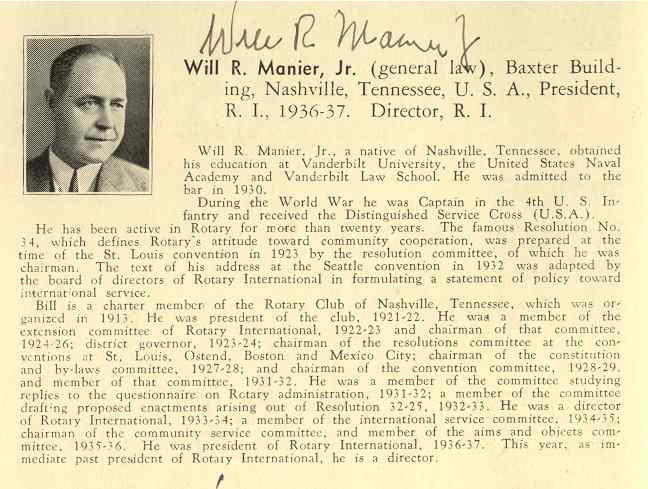 Will R. Manier Jr
Will R. Manier, Jr. (general law), Baxter Build-
ing, Nashville, Tennessee, U. S. A., President,
R. I., 1936-37. Director, R. I.
Will R. Manier, Jr., a native of Nashville, Tennessee, obtained
his education at Vanderbilt University, the United States Naval
Academy and Vanderbilt Law School. He was admitted to the
bar in 1930.
During the World War he was Captain in the 4th U. S. In-
fantry and received the Distinguished Service Cross (U.S.A.).
He has been active in Rotary for more than twenty years. The famous Resolution No.
34, which defines Rotary's attitude toward community cooperation, was prepared at the
time of the St. Louis convention in 1923 by the resolution committee, of which he was
chairman. The text of his address at the Seattle convention in 1932 was adapted by
the board of directors of Rotary International in formulating a statement of policy toward
international service.
Bill is a charter member of the Rotary Club of Nashville, Tennessee, which was or-
ganized in 1913. He was president of the club, 1921-22. He was a member of the
extension committee of Rotary International, 1922-23 and chairman of that committee,
1924-26; district governor, 1923-24; chairman of the resolutions committee at the con-
ventions at St. Louis, Ostend, Boston and Mexico City; chairman of the constitution
and by-laws committee, 1927-28; and chairman of the convention committee, 1928-29.
and member of that committee, 1931-32. He was a member of the committee studying
replies to the questionnaire on Rotary administration, 1931-32; a member of the committee
drafting proposed enactments arising out of Resolution 32-25, 1932-33. He was a director
of Rotary International, 1933-34; a member of the international service committee, 1934-35;
chairman of the community service committee, and member of the aims and objects com-
mittee, 1935-36. He was president of Rotary International, 1936-37. This year, as im-
mediate past president of Rotary International, he is a director.